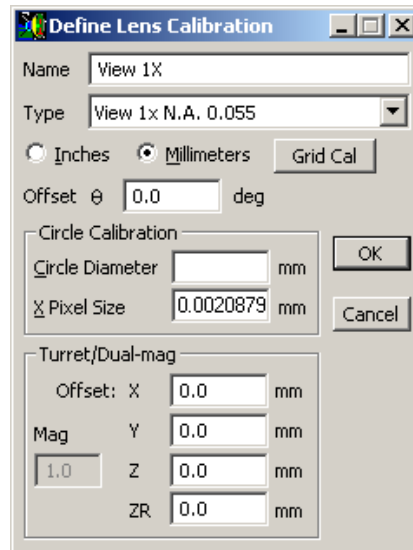 Define Lens Calibration
Name View 1X
Type View 1x N.A. 0.055
Inches Millimeters Grid Cal
Offset θ 0.0 deg
Circle Calibration
Circle Diameter mm
OK
X Pixel Size 0.0020879 mm
Cancel
Turret/Dual-mag
Offset: X 0.0 mm
Mag Y 0.0 mm
1.0 Z 0.0 mm
ZR 0.0 mm